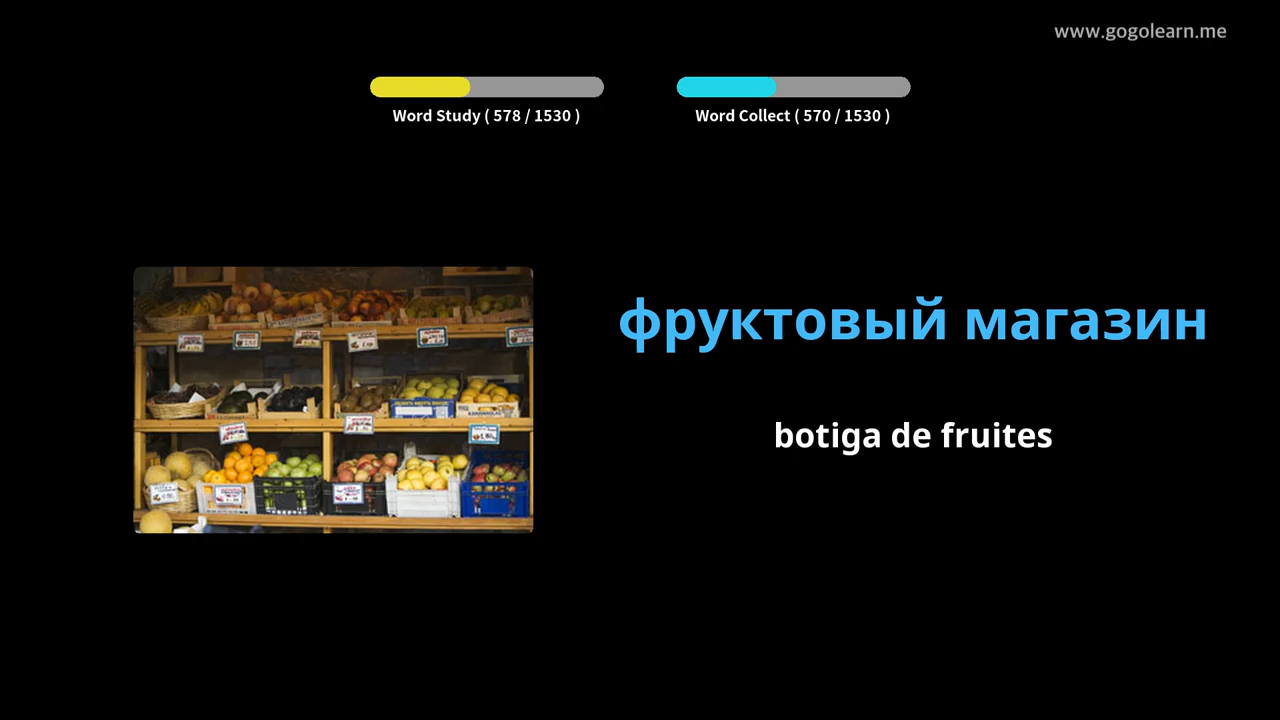 www.gogolearn.me
Word Study ( 578 / 1530 )
Word Collect ( 570 / 1530 )
фруктовый магазин
botiga de fruites